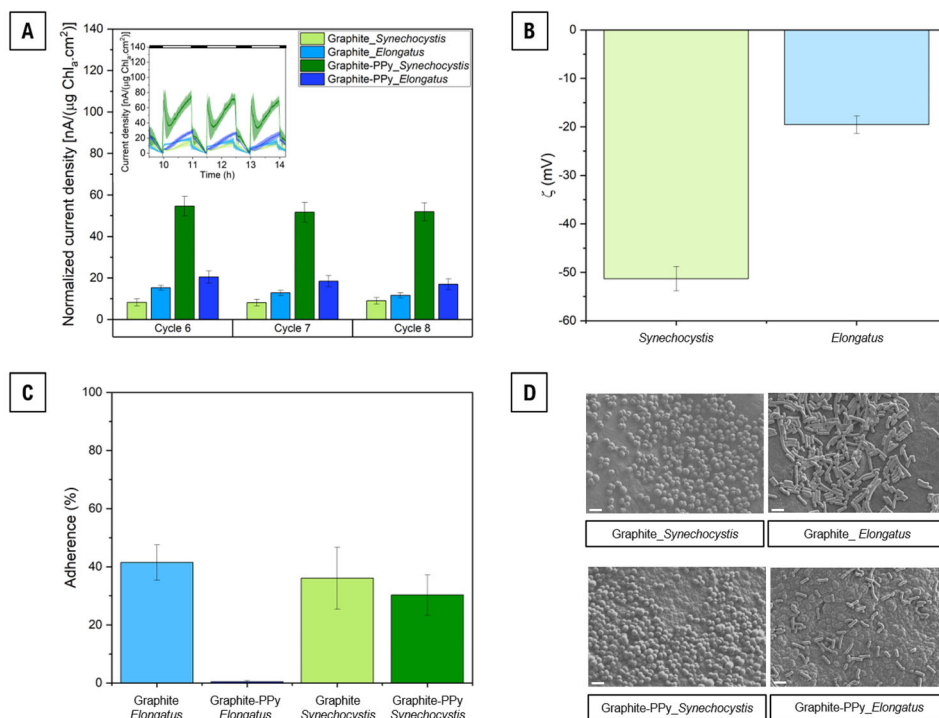 A
Normalized current density [nA/(μg Chlₐ.cm²)]
140
120
100
80
60
40
20
0
Graphite_Synechocystis
Graphite_Elongatus
Graphite-PPy_Synechocystis
Graphite-PPy_Elongatus
Current density [nA/(μg Chlₐ.cm²)]
140
120
100
80
60
40
20
0
10 11 12 13 14
Time (h)
Cycle 6 Cycle 7 Cycle 8
B
ζ (mV)
0
-10
-20
-30
-40
-50
-60
Synechocystis Elongatus
C
Adherence (%)
100
80
60
40
20
0
Graphite Graphite-PPy Graphite Graphite-PPy
Elongatus Elongatus Synechocystis Synechocystis
D
Graphite_Synechocystis Graphite_ Elongatus
Graphite-PPy_Synechocystis Graphite-PPy_Elongatus